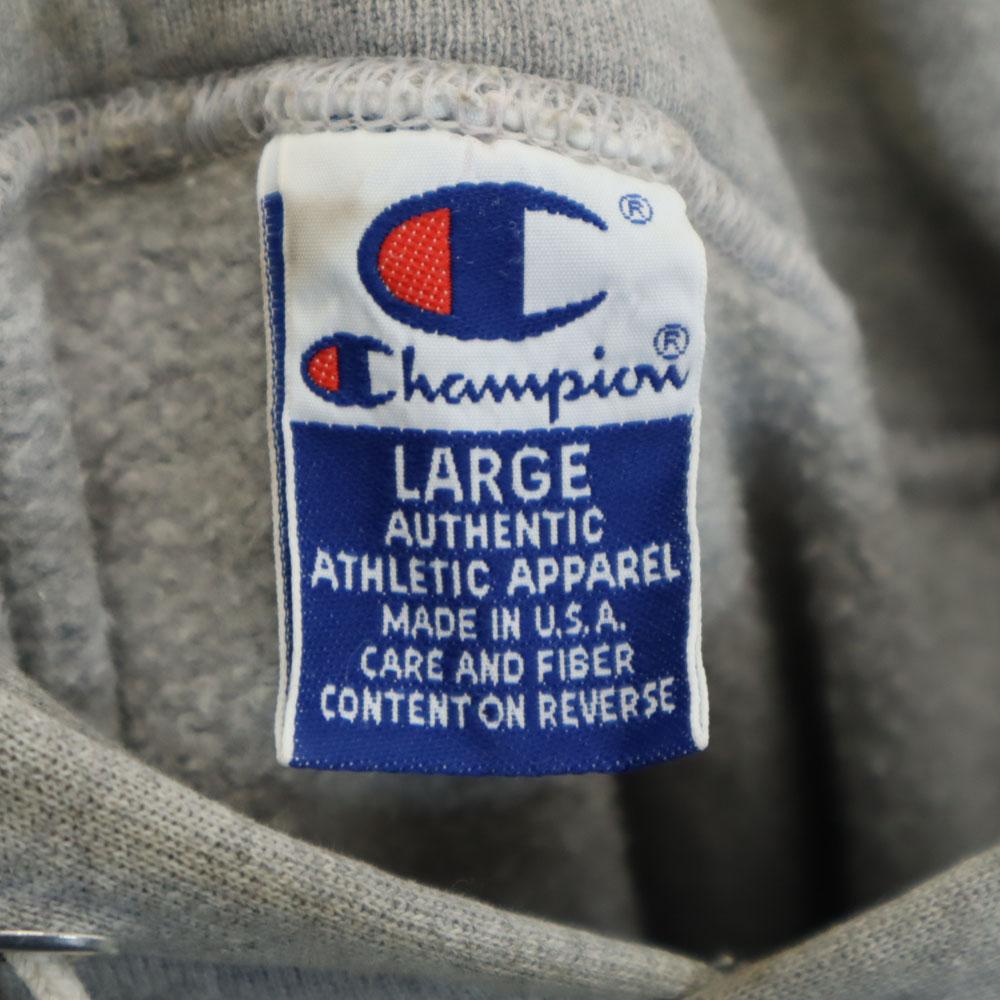 C ®
Champion ®
LARGE
AUTHENTIC
ATHLETIC APPAREL
MADE IN U.S.A.
CARE AND FIBER
CONTENT ON REVERSE